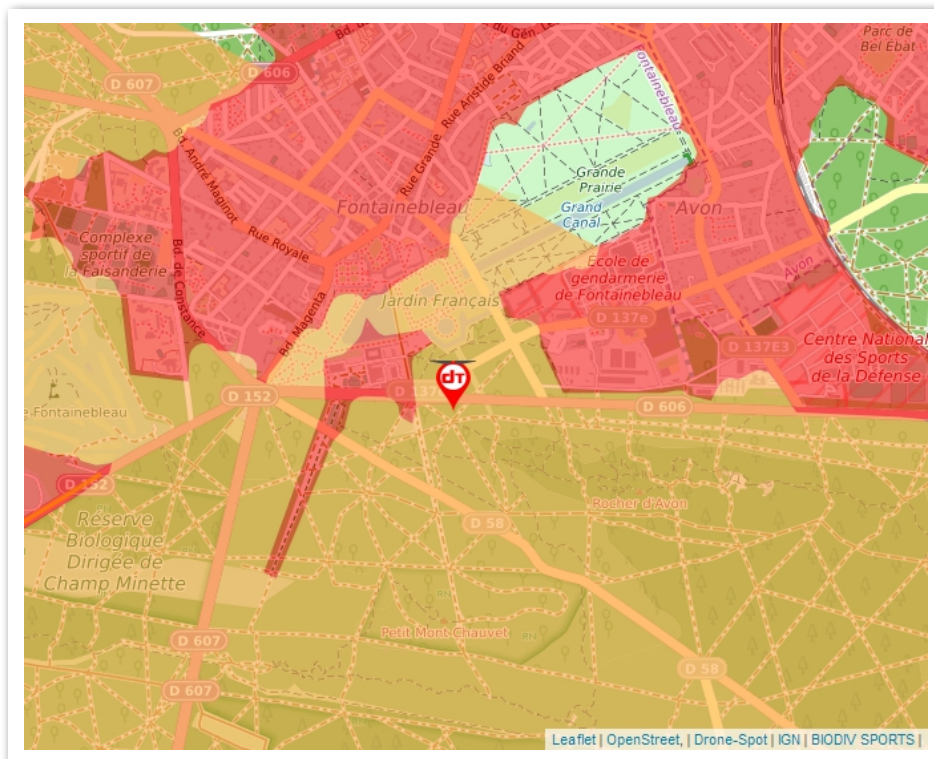 Parc de
Bel Ébat
Bd. du Gén
D 606
D 607
Rue Aristide Briand
Fontainebleau
Bd. André Maginot
Rue Grande
Grande
Prairie
Grand
Canal
Fontainebleau
Avon
Rue Royale
Complexe
sportif de
la Faisanderie
Bd. de Constance
École de
gendarmerie
de Fontainebleau
Avon
Jardin Français
Bd. Magenta
D 137e
D 137E3
Centre National
des Sports
de la Défense
dT
D 152
D 137
D 606
e Fontainebleau
D 152
Rocher d'Avon
Réserve
Biologique
Dirigée de
Champ Minette
D 58
RN
Petit Mont Chauvet
RN
D 607
D 58
D 607
Leaflet | OpenStreet, | Drone-Spot | IGN | BIODIV SPORTS |